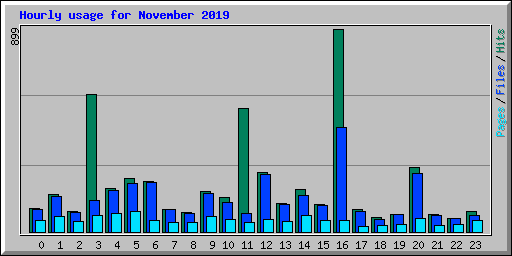 Hourly usage for November 2019
899
Pages/Files/Hits
0 1 2 3 4 5 6 7 8 9 10 11 12 13 14 15 16 17 18 19 20 21 22 23